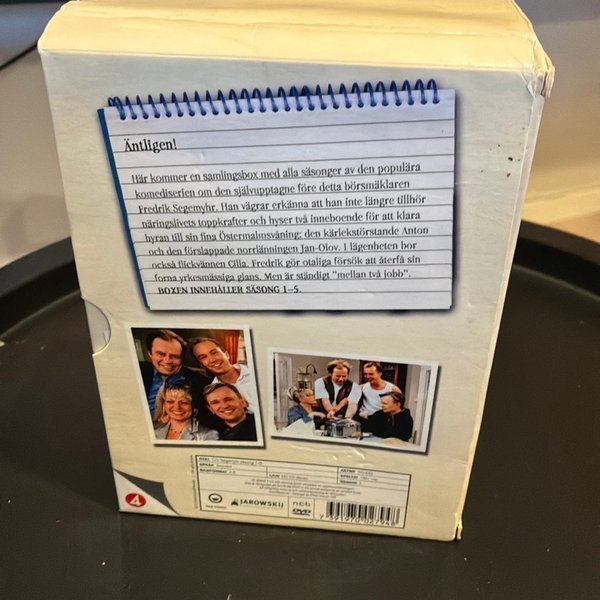 Äntligen!
Här kommer en samlingsbox med alla säsonger av den populära
komediserien om den självupptagne före detta börsmäklaren
Fredrik Segemyhr. Han vägrar erkänna att han inte längre tillhör
näringslivets toppkrafter och hyser två inneboende för att klara
hyran till sin fina Östermalmsvåning; den kärlekstörstande Anton
och den förslappade norrlänningen Jan-Olov. I lägenheten bor
också flickvännen Cilla. Fredrik gör otaliga försök att återfå sin
forna yrkesmässiga glans. Men är ständigt "mellan två jobb".
BOXEN INNEHÅLLER SÄSONG 1–5.
4
JAROWSKI
ncb
DVD